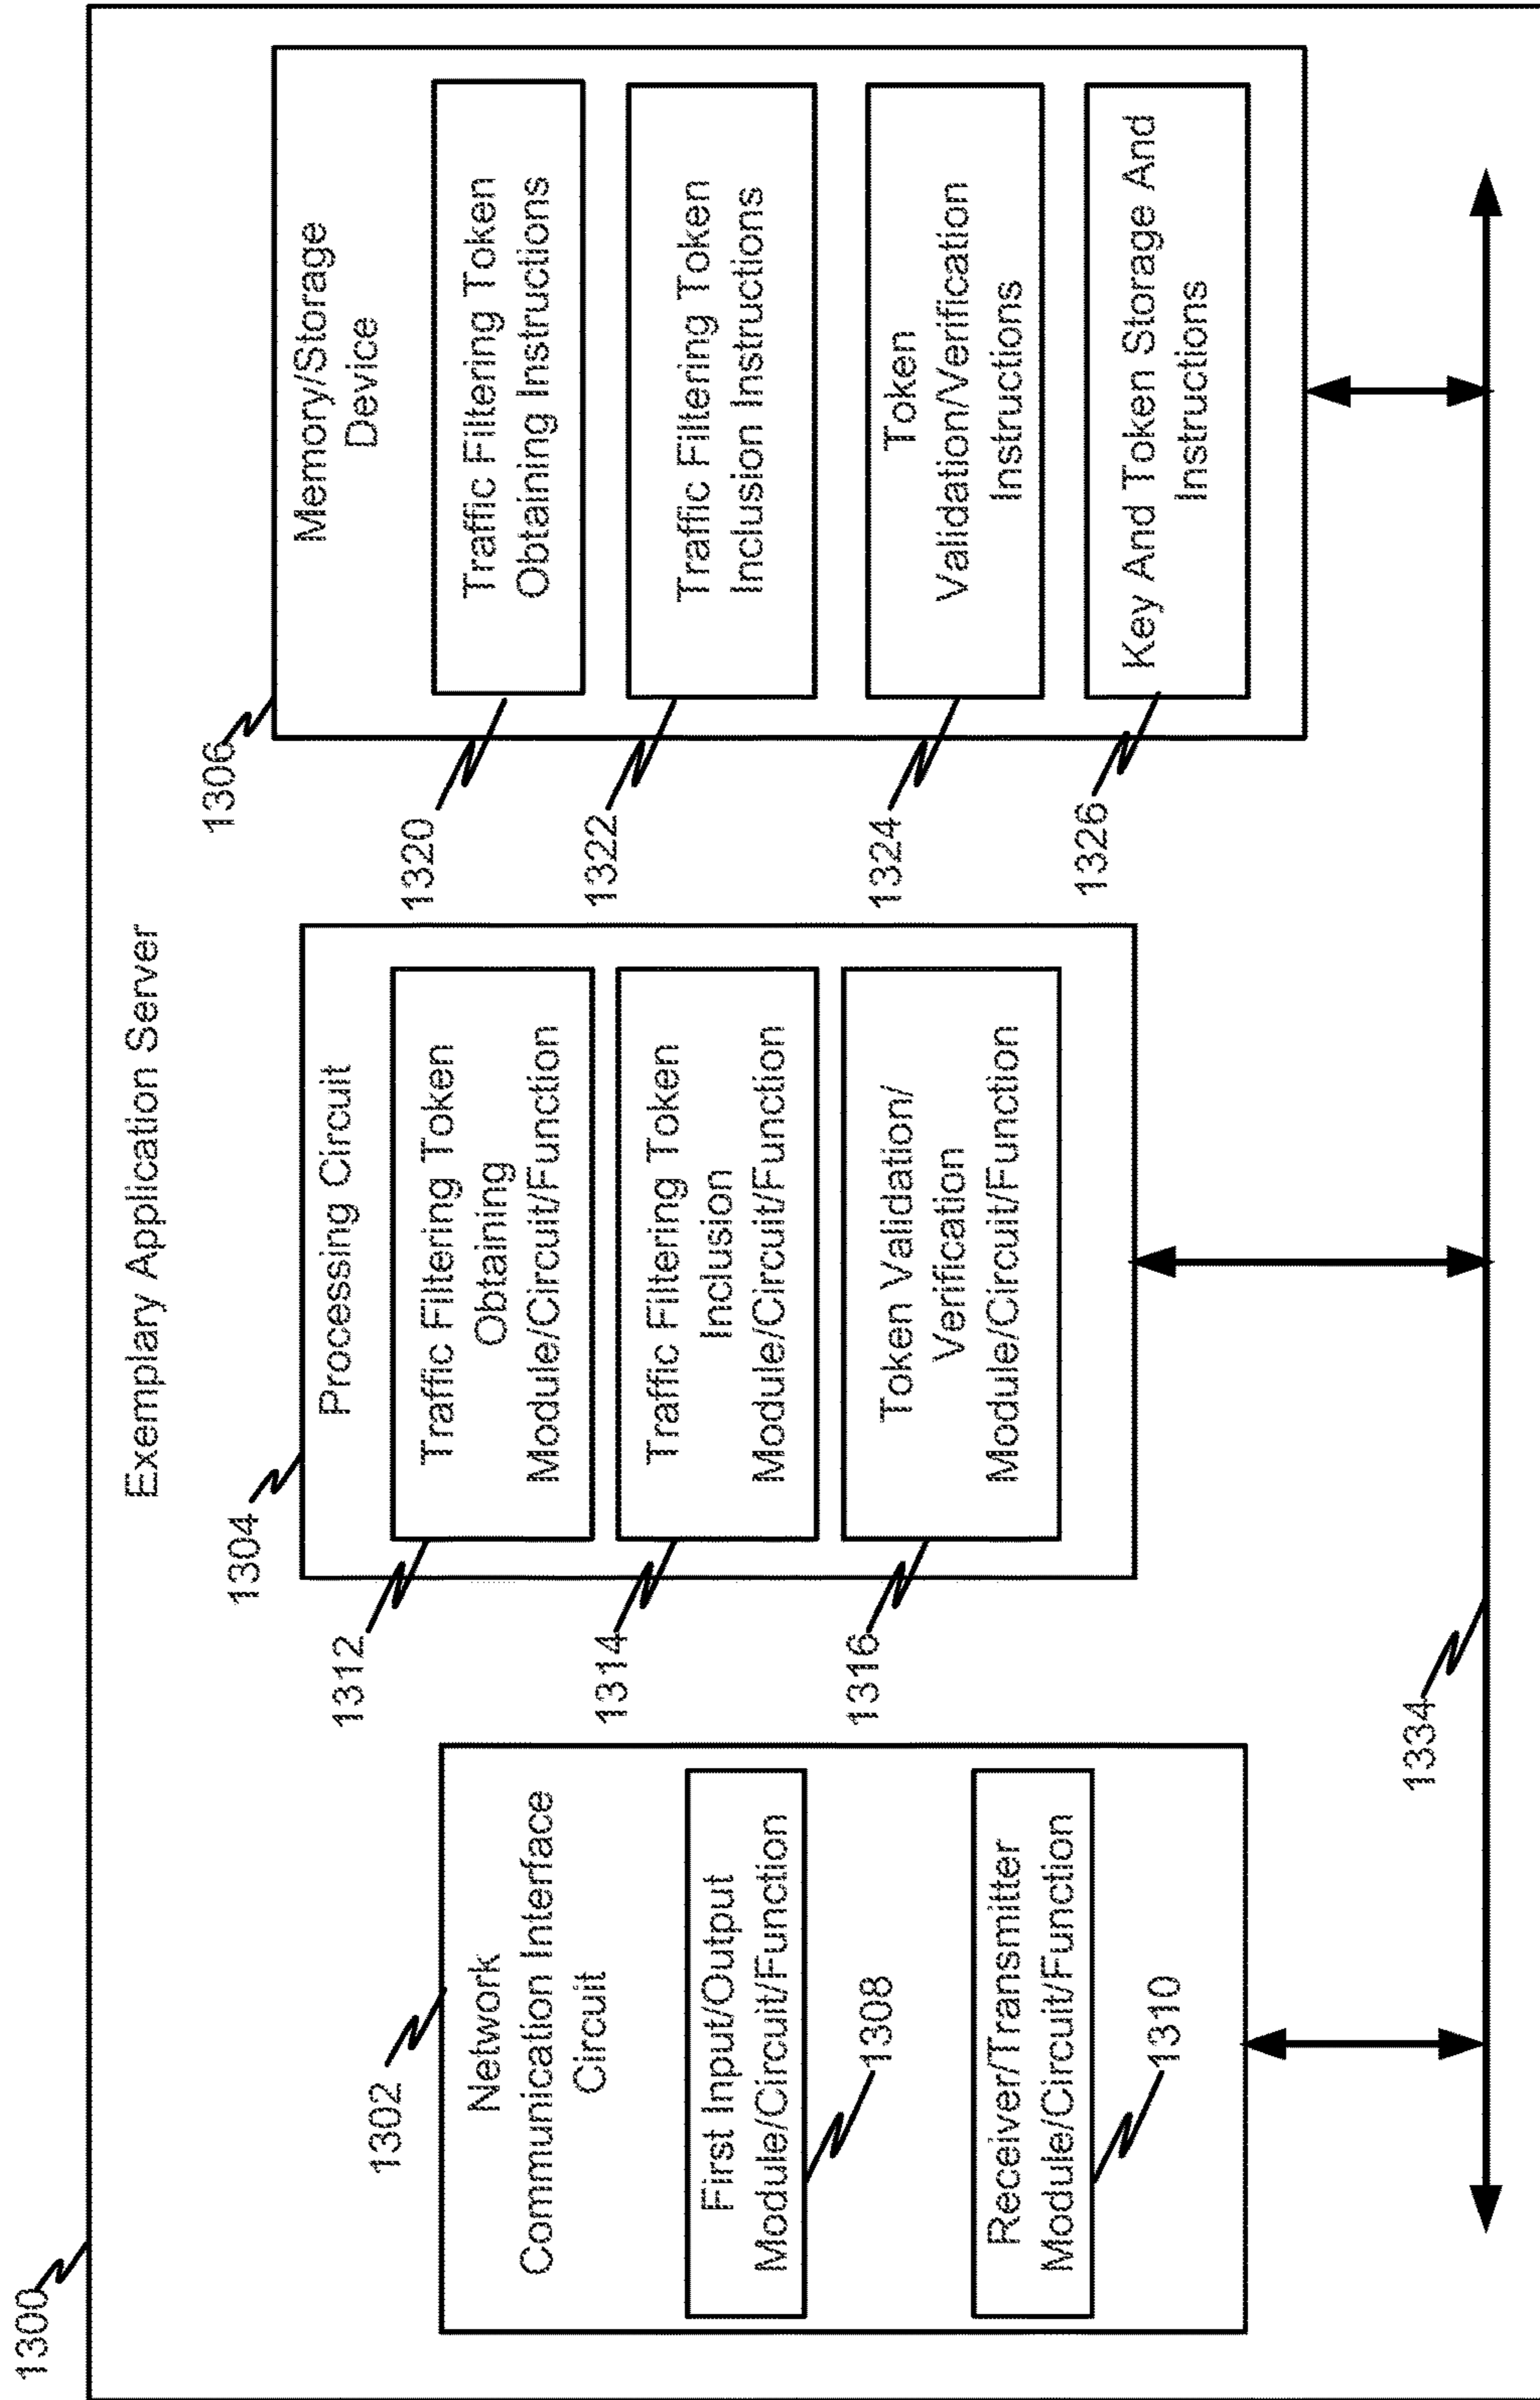 1300
Exemplary Application Server
1302
Network
Communication Interface
Circuit
First Input/Output
Module/Circuit/Function
1308
Receiver/Transmitter
Module/Circuit/Function
1310
1304
Processing Circuit
1312
Traffic Filtering Token
Obtaining
Module/Circuit/Function
1314
Traffic Filtering Token
Inclusion
Module/Circuit/Function
1316
Token Validation/
Verification
Module/Circuit/Function
1306
Memory/Storage
Device
1320
Traffic Filtering Token
Obtaining Instructions
1322
Traffic Filtering Token
Inclusion Instructions
1324
Token
Validation/Verification
Instructions
1326
Key And Token Storage And
Instructions
1334